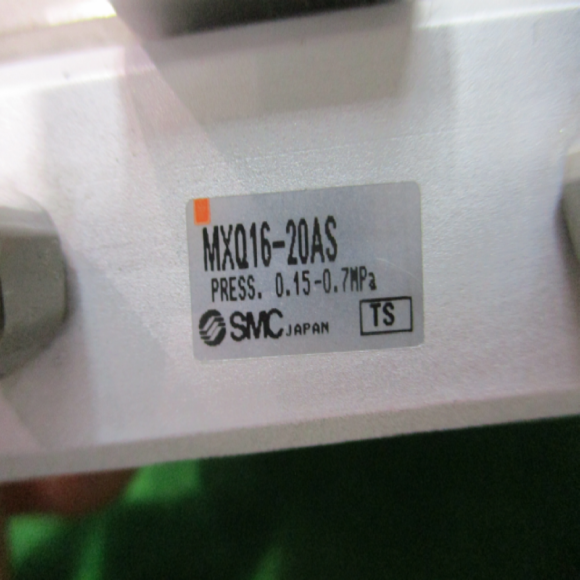 MXQ16-20AS
PRESS. 0.15-0.7MPa
SMC JAPAN
TS